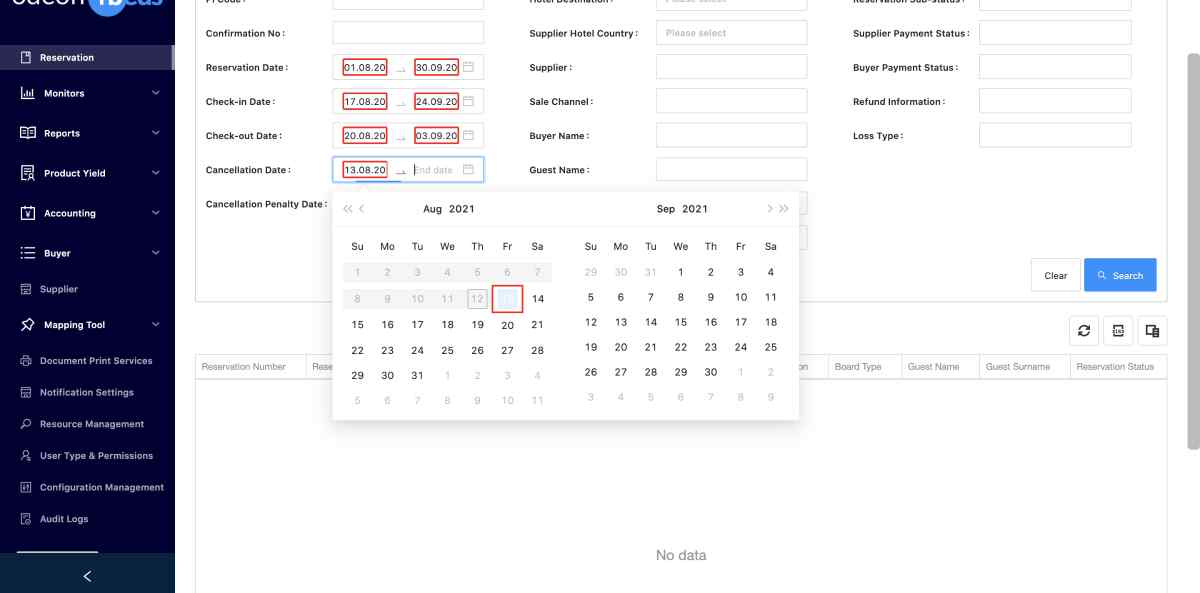 Confirmation No :
Supplier Hotel Country :
Please select
Supplier Payment Status :
Reservation
Reservation Date :
01.08.20
30.09.20
Supplier :
Buyer Payment Status :
Monitors
Check-in Date :
17.08.20
24.09.20
Sale Channel :
Refund Information :
Reports
Check-out Date :
20.08.20
03.09.20
Buyer Name :
Loss Type :
Product Yield
Cancellation Date :
13.08.20
End date
Guest Name :
Accounting
Cancellation Penalty Date :
Aug 2021
Sep 2021
Buyer
Su Mo Tu We Th Fr Sa
Su Mo Tu We Th Fr Sa
1 2 3 4 5 6 7
29 30 31 1 2 3 4
8 9 10 11 12 14
5 6 7 8 9 10 11
15 16 17 18 19 20 21
12 13 14 15 16 17 18
22 23 24 25 26 27 28
19 20 21 22 23 24 25
29 30 31 1 2 3 4
26 27 28 29 30 1 2
5 6 7 8 9 10 11
3 4 5 6 7 8 9
Clear
Search
Supplier
Mapping Tool
Document Print Services
Notification Settings
Resource Management
User Type & Permissions
Configuration Management
Audit Logs
Reservation Number
Rese
on
Board Type
Guest Name
Guest Surname
Reservation Status
No data